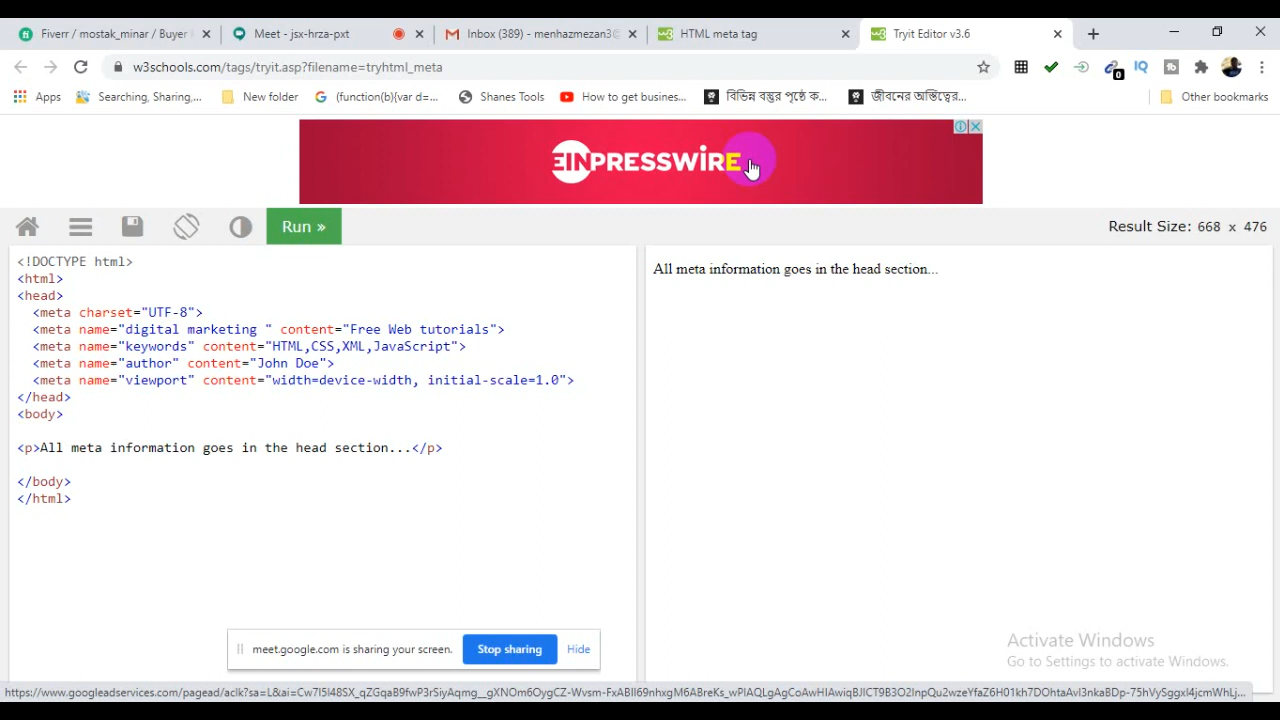 Fiverr / mostak_minar / Buyer
Meet - jsx-hrza-pxt
Inbox (389) - menhazmezan3@
HTML meta tag
Tryit Editor v3.6
w3schools.com/tags/tryit.asp?filename=tryhtml_meta
0
IQ
Apps
Searching, Sharing,...
New folder
(function(b){var d=...
Shanes Tools
How to get busines...
বিভিন্ন বস্তুর পৃষ্ঠে ক...
জীবনের অস্তিত্বের...
Other bookmarks
EINPRESSWIRE
Run »
Result Size: 668 x 476
<!DOCTYPE html>
<html>
<head>
<meta charset="UTF-8">
<meta name="digital marketing " content="Free Web tutorials">
<meta name="keywords" content="HTML,CSS,XML,JavaScript">
<meta name="author" content="John Doe">
<meta name="viewport" content="width=device-width, initial-scale=1.0">
</head>
<body>
<p>All meta information goes in the head section...</p>
</body>
</html>
All meta information goes in the head section...
meet.google.com is sharing your screen.
Stop sharing
Hide
Activate Windows
Go to Settings to activate Windows.